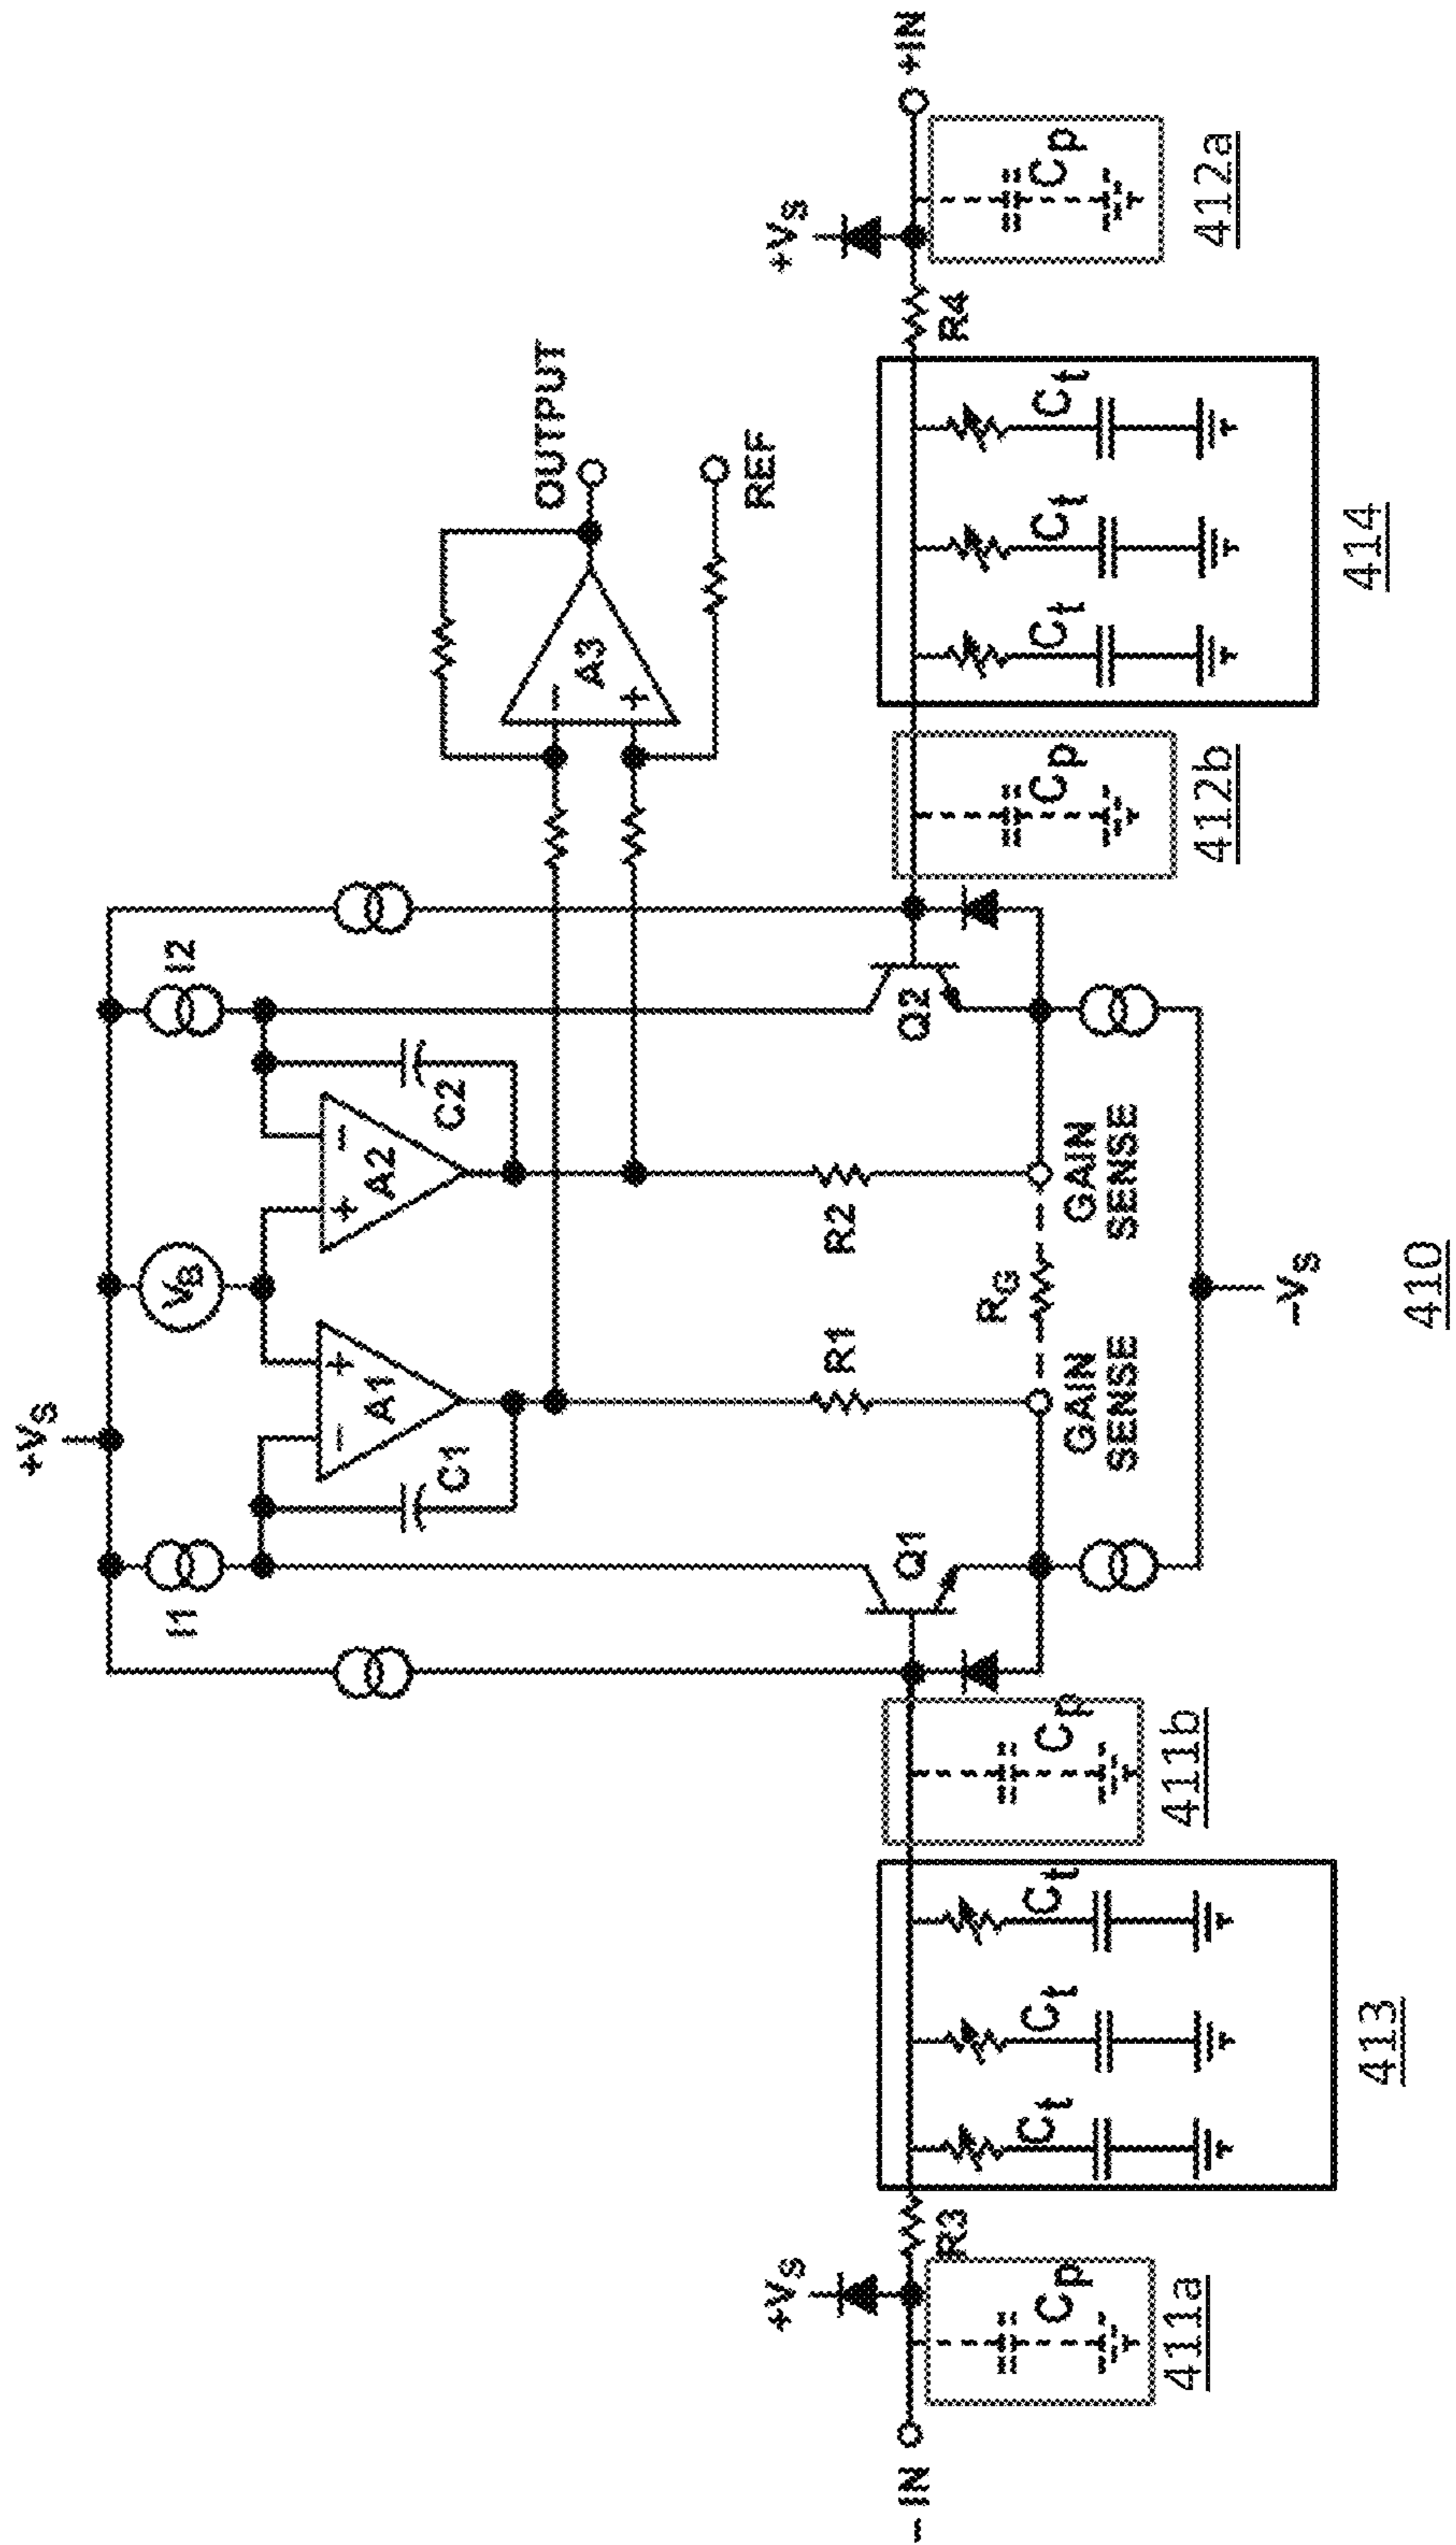 +VS
I1
VB
I2
A1
A2
C1
C2
OUTPUT
A3
REF
R1
R2
Q1
Q2
RG
GAIN
SENSE
GAIN
SENSE
-VS
+VS
+VS
- IN
R3
R4
+IN
Cp
Ct
Ct
Ct
Cp
Cp
Ct
Ct
Ct
Cp
411a
413
411b
412b
414
412a
410